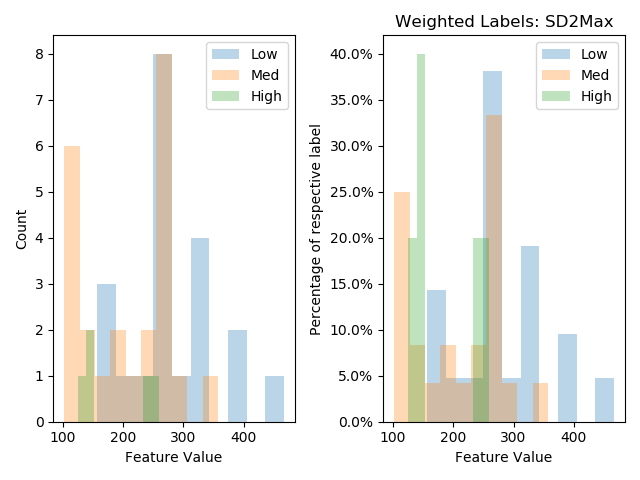 8
7
6
5
4
3
2
1
0
Count
100
200
300
400
Feature Value
Low
Med
High
Weighted Labels: SD2Max
40.0%
35.0%
30.0%
25.0%
20.0%
15.0%
10.0%
5.0%
0.0%
Percentage of respective label
100
200
300
400
Feature Value
Low
Med
High